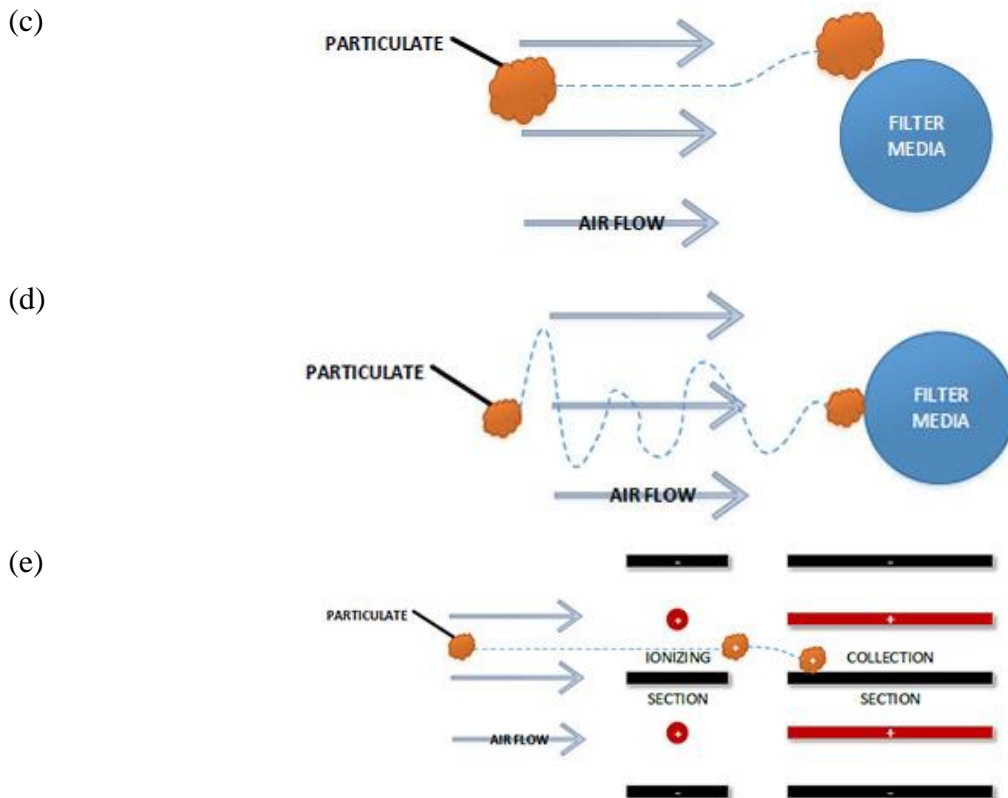 (c)
PARTICULATE
FILTER
MEDIA
AIR FLOW
(d)
PARTICULATE
FILTER
MEDIA
AIR FLOW
(e)
- -
PARTICULATE
+ +
+
IONIZING COLLECTION
+
SECTION SECTION
AIR FLOW
+ +
- -